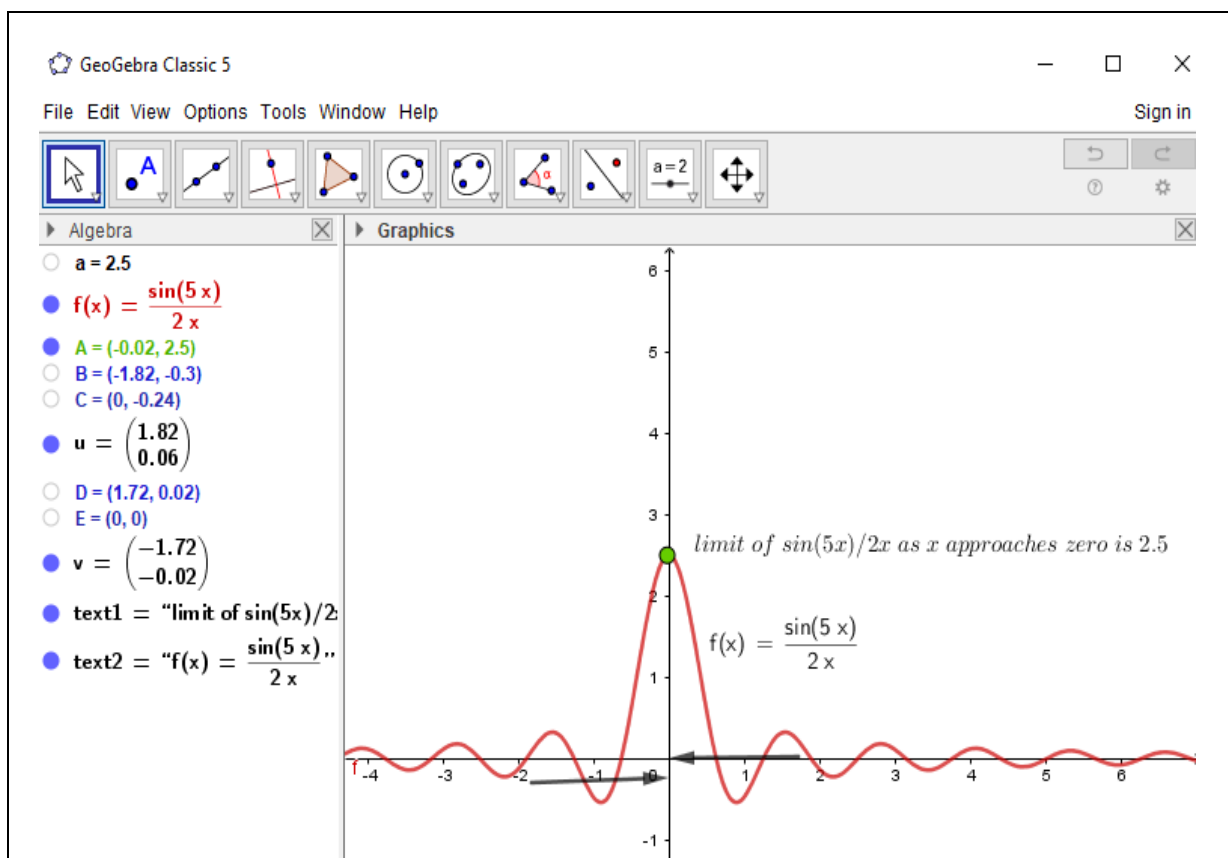 GeoGebra Classic 5
File Edit View Options Tools Window Help Sign in
A α a = 2
Algebra Graphics
a = 2.5
f(x) = sin(5 x) / 2 x
A = (-0.02, 2.5)
B = (-1.82, -0.3)
C = (0, -0.24)
u = (1.82 0.06)
D = (1.72, 0.02)
E = (0, 0)
v = (−1.72 −0.02)
text1 = “limit of sin(5x)/2
text2 = “f(x) = sin(5 x) / 2 x ,,
6
5
4
3
limit of sin(5x)/2x as x approaches zero is 2.5
2
f(x) = sin(5 x) / 2 x
1
f -4 -3 -2 -1 0 1 2 3 4 5 6
-1